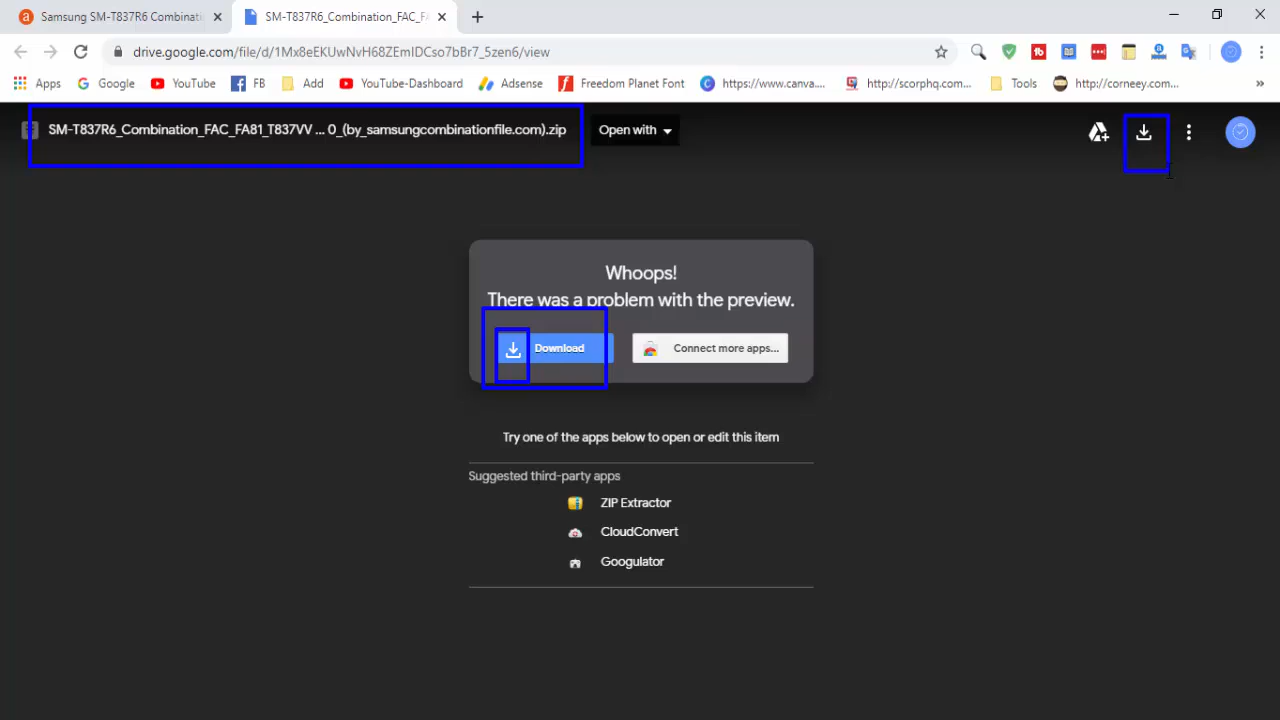 Samsung SM-T837R6 Combinati
SM-T837R6_Combination_FAC_F
drive.google.com/file/d/1Mx8eEKUwNvH68ZEmIDCso7bBr7_5zen6/view
Apps Google YouTube FB Add YouTube-Dashboard Adsense Freedom Planet Font https://www.canva... http://scorphq.com... Tools http://corneey.com... »
SM-T837R6_Combination_FAC_FA81_T837VV ... 0_(by_samsungcombinationfile.com).zip Open with
Whoops!
There was a problem with the preview.
Download Connect more apps...
Try one of the apps below to open or edit this item
Suggested third-party apps
ZIP Extractor
CloudConvert
Googulator